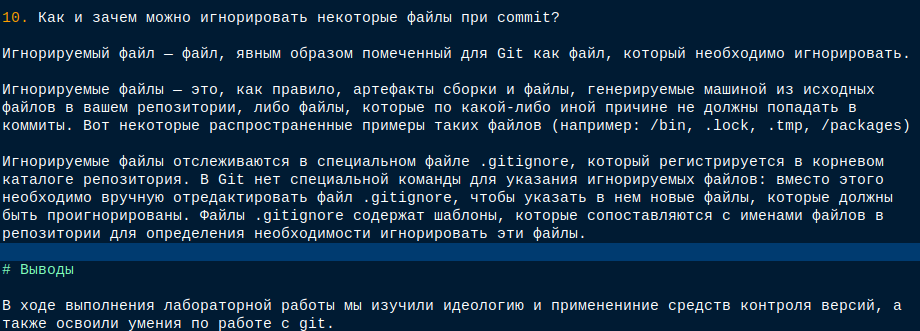 10. Как и зачем можно игнорировать некоторые файлы при commit?
Игнорируемый файл — файл, явным образом помеченный для Git как файл, который необходимо игнорировать.
Игнорируемые файлы — это, как правило, артефакты сборки и файлы, генерируемые машиной из исходных
файлов в вашем репозитории, либо файлы, которые по какой-либо иной причине не должны попадать в
коммиты. Вот некоторые распространенные примеры таких файлов (например: /bin, .lock, .tmp, /packages)
Игнорируемые файлы отслеживаются в специальном файле .gitignore, который регистрируется в корневом
каталоге репозитория. В Git нет специальной команды для указания игнорируемых файлов: вместо этого
необходимо вручную отредактировать файл .gitignore, чтобы указать в нем новые файлы, которые должны
быть проигнорированы. Файлы .gitignore содержат шаблоны, которые сопоставляются с именами файлов в
репозитории для определения необходимости игнорировать эти файлы.
# Выводы
В ходе выполнения лабораторной работы мы изучили идеологию и применениние средств контроля версий, а
также освоили умения по работе с git.